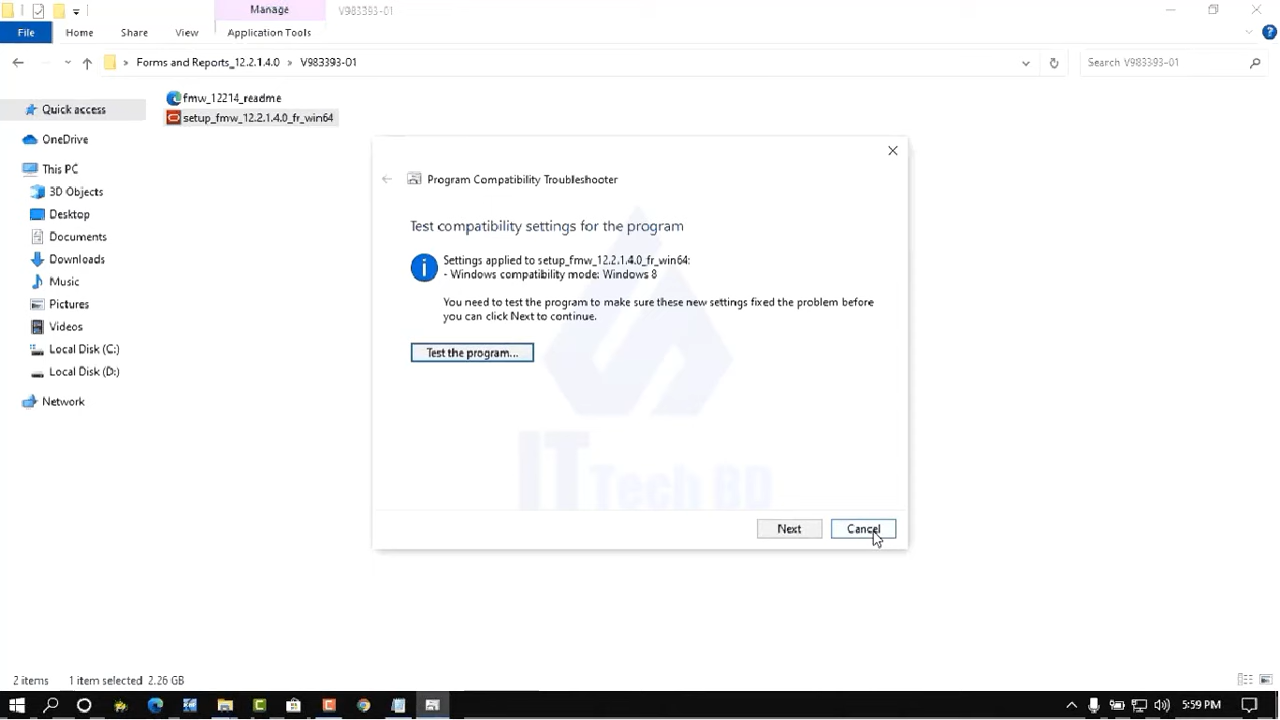 Manage
V983393-01
File
Home
Share
View
Application Tools
Forms and Reports_12.2.1.4.0 > V983393-01
Search V983393-01
Quick access
OneDrive
This PC
3D Objects
Desktop
Documents
Downloads
Music
Pictures
Videos
Local Disk (C:)
Local Disk (D:)
Network
fmw_12214_readme
setup_fmw_12.2.1.4.0_fr_win64
Program Compatibility Troubleshooter
Test compatibility settings for the program
Settings applied to setup_fmw_12.2.1.4.0_fr_win64:
- Windows compatibility mode: Windows 8
You need to test the program to make sure these new settings fixed the problem before
you can click Next to continue.
Test the program...
IT Tech BD
Next
Cancel
2 items
1 item selected 2.26 GB
5:59 PM